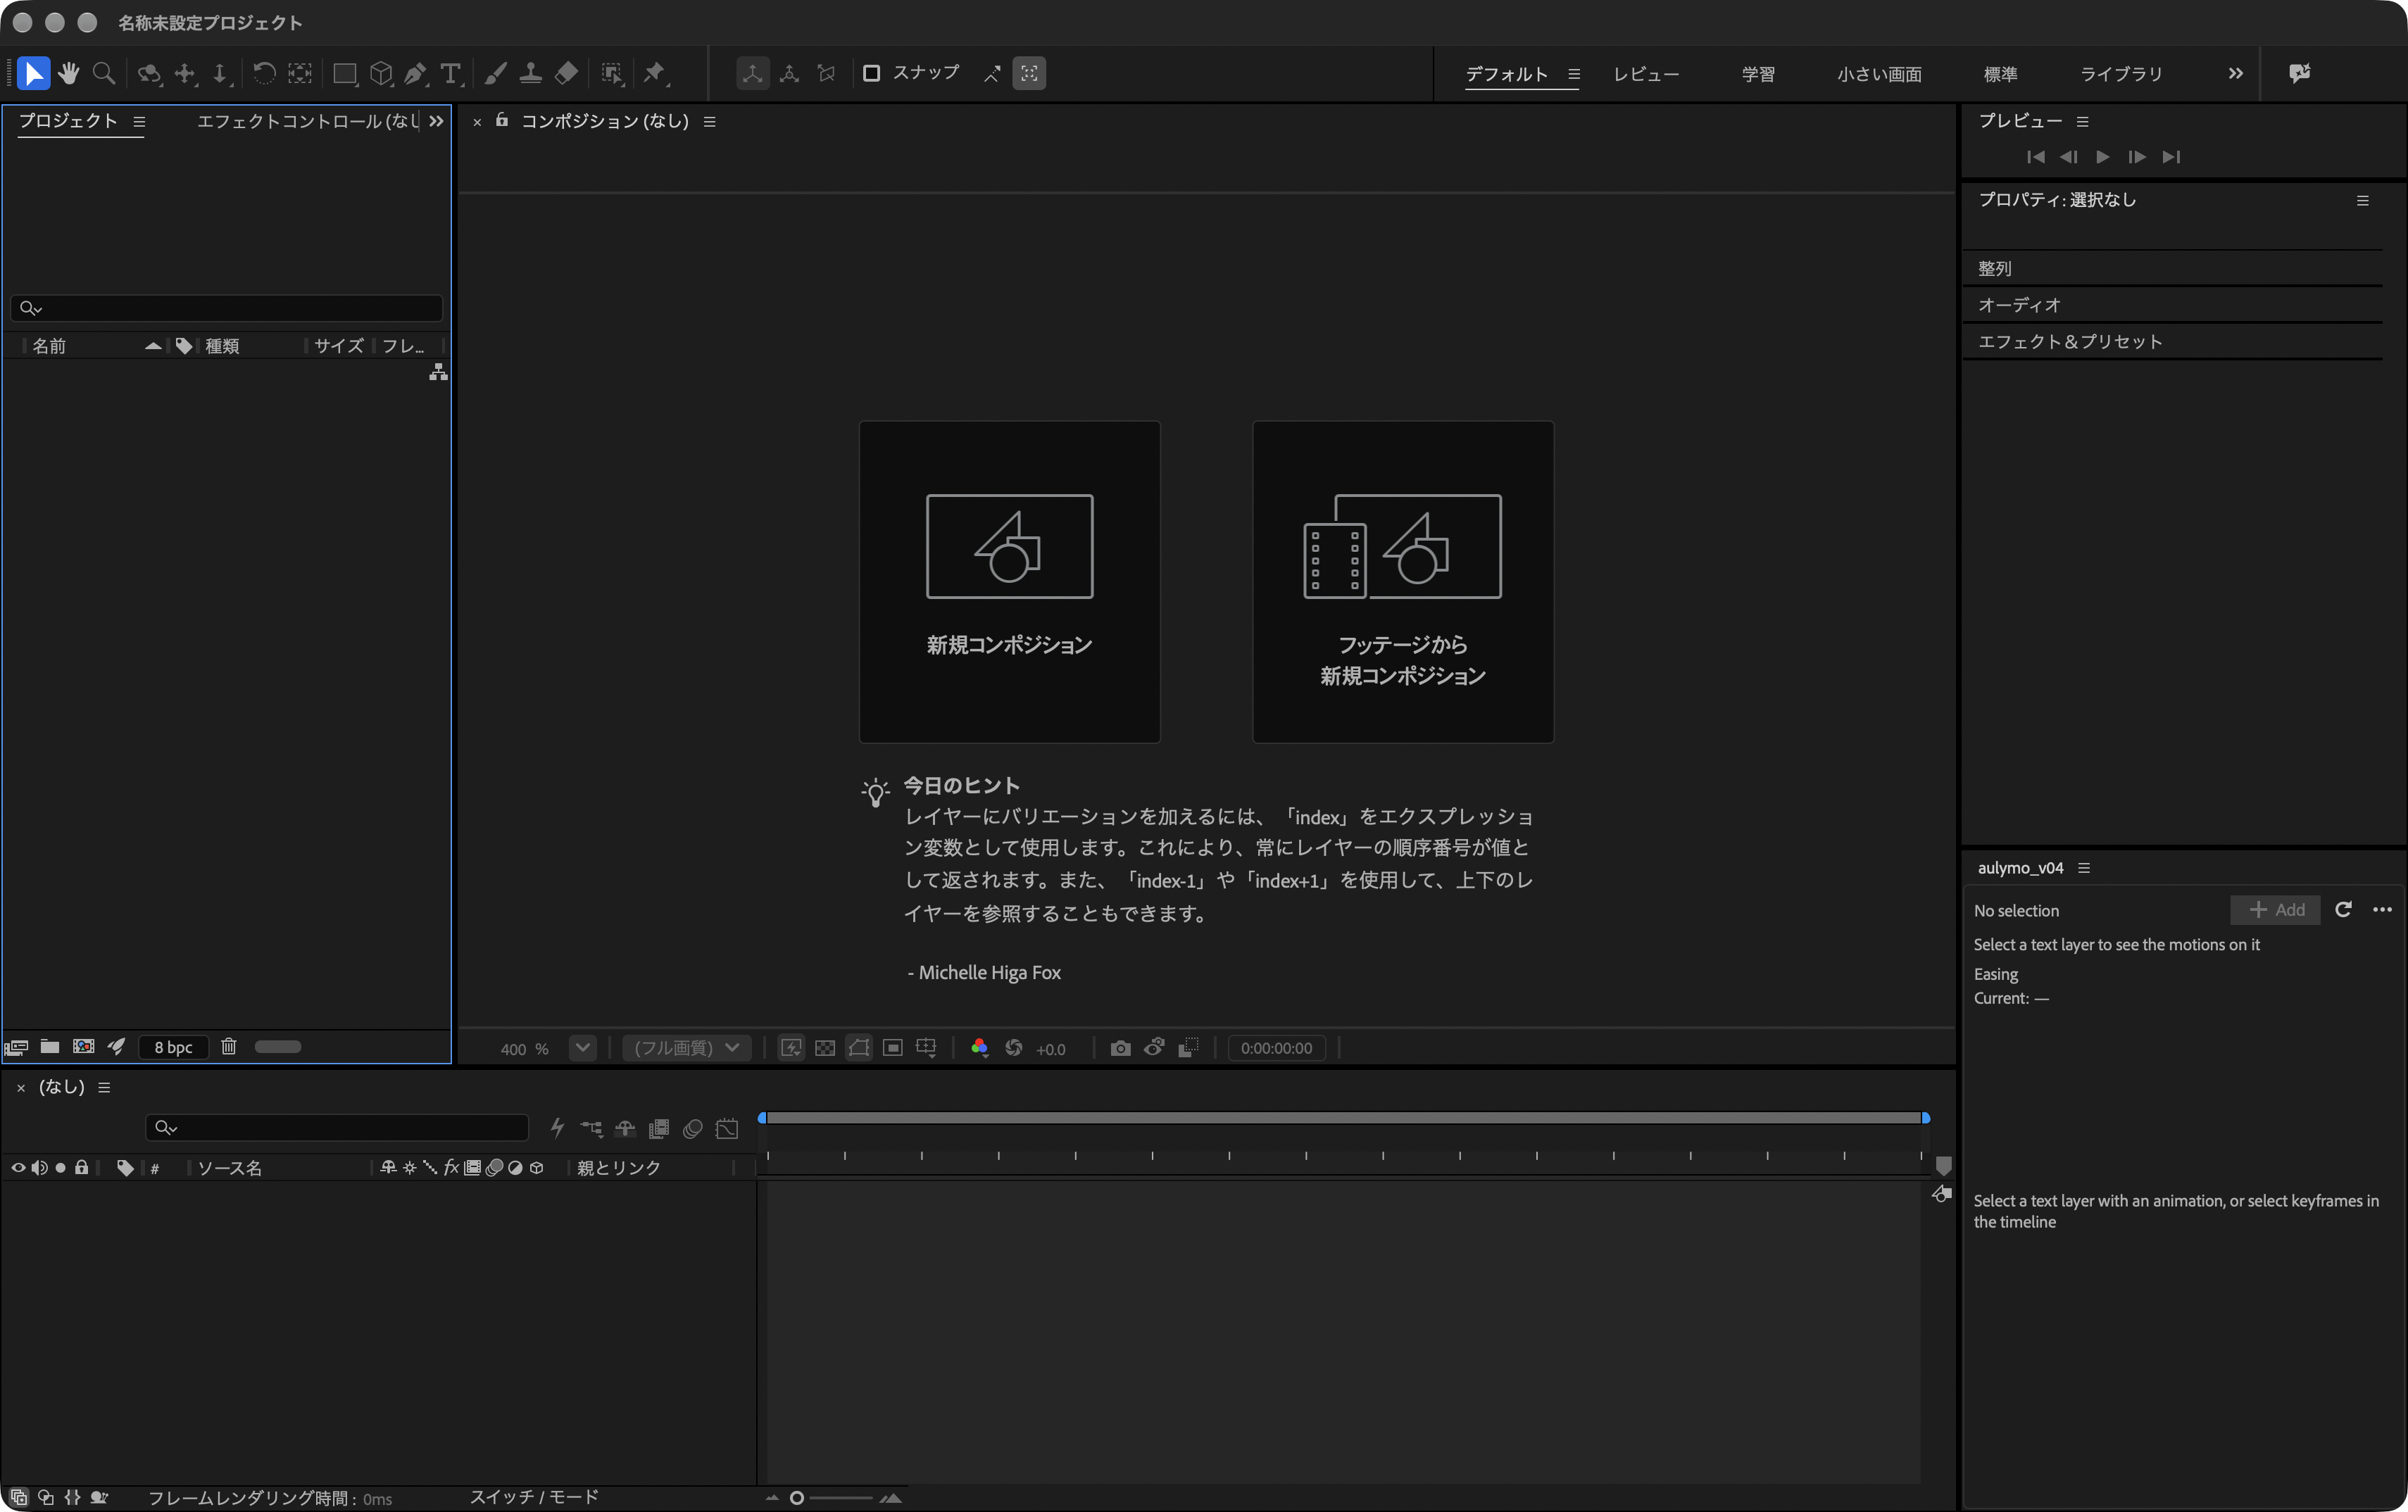 名称未設定プロジェクト
スナップ
デフォルト
レビュー
学習
小さい画面
標準
ライブラリ
プロジェクト
エフェクトコントロール (なし
コンポジション (なし)
プレビュー
プロパティ: 選択なし
整列
オーディオ
エフェクト＆プリセット
名前
種類
サイズ
フレ...
新規コンポジション
フッテージから
新規コンポジション
今日のヒント
レイヤーにバリエーションを加えるには、「index」をエクスプレッショ
ン変数として使用します。これにより、常にレイヤーの順序番号が値と
して返されます。また、「index-1」や「index+1」を使用して、上下のレ
イヤーを参照することもできます。
- Michelle Higa Fox
8 bpc
400 %
(フル画質)
+0.0
0:00:00:00
aulymo_v04
No selection
Add
Select a text layer to see the motions on it
Easing
Current: —
Select a text layer with an animation, or select keyframes in
the timeline
(なし)
#
ソース名
fx
親とリンク
フレームレンダリング時間 : 0ms
スイッチ / モード